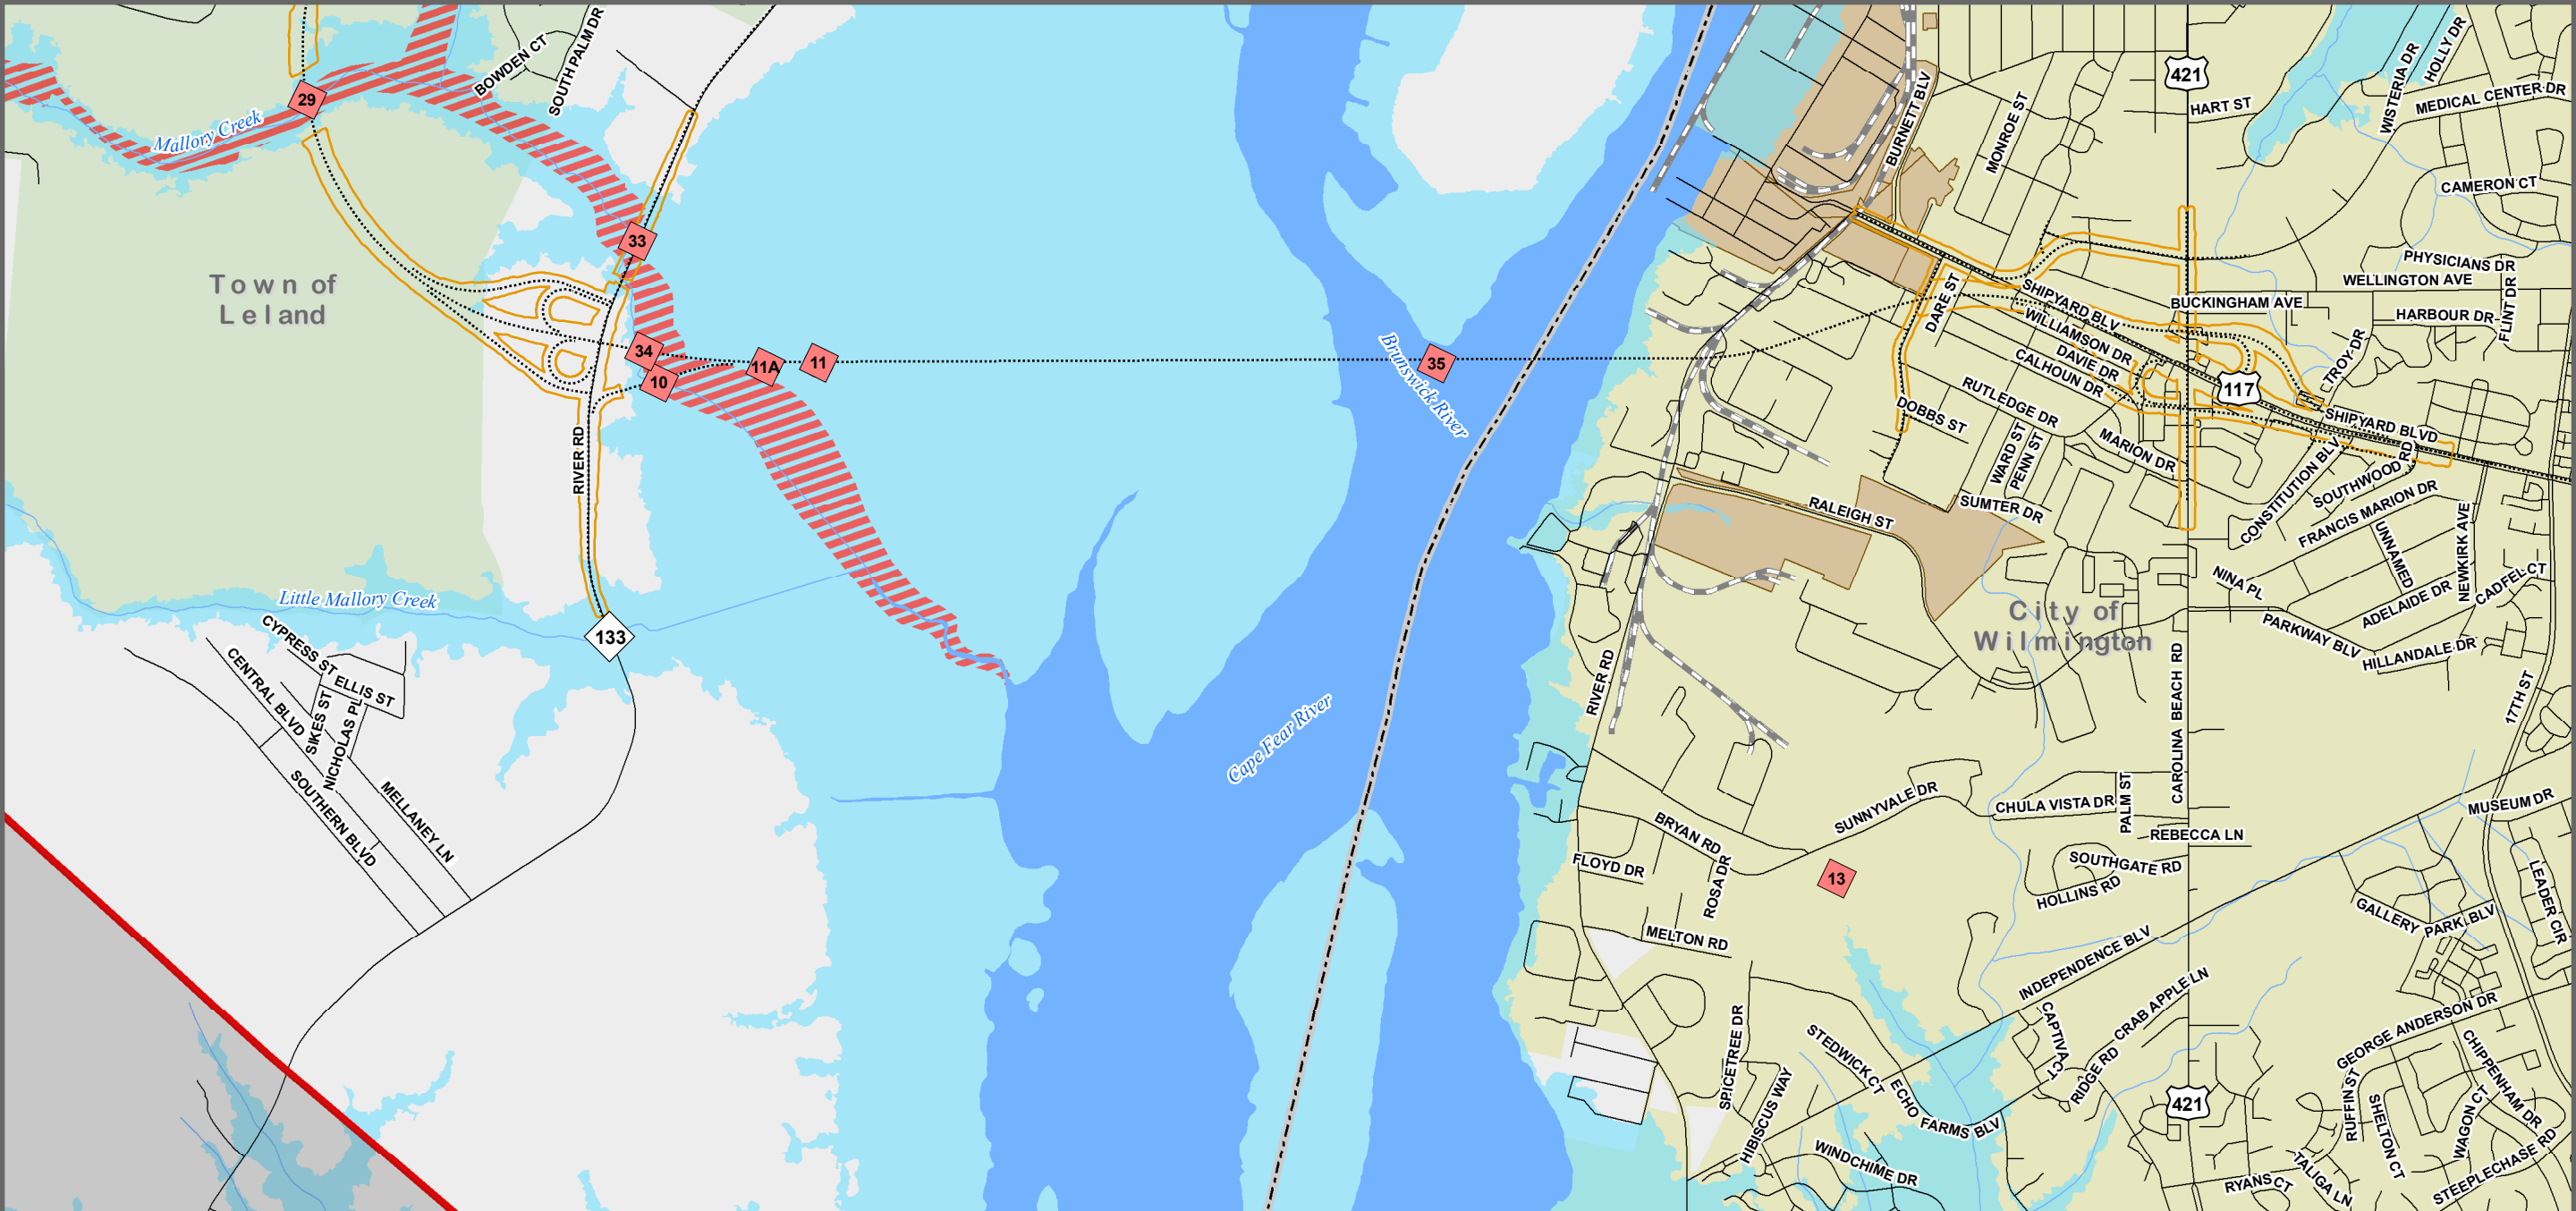 BOWDEN CT
SOUTH PALM DR
29
Mallory Creek
33
Town of
Leland
34
10
11A
11
35
Brunswick River
RIVER RD
133
Little Mallory Creek
CYPRESS ST
ELLIS ST
CENTRAL BLVD
SIKES ST
NICHOLAS PL
SOUTHERN BLVD
MELLANEY LN
Cape Fear River
BURNETT BLV
MONROE ST
421
HART ST
WISTERIA DR
HOLLY DR
MEDICAL CENTER DR
CAMERON CT
PHYSICIANS DR
WELLINGTON AVE
BUCKINGHAM AVE
HARBOUR DR
FLINT DR
DARE ST
SHIPYARD BLV
WILLIAMSON DR
DAVIE DR
CALHOUN DR
TROY DR
117
RUTLEDGE DR
DOBBS ST
WARD ST
PENN ST
MARION DR
SHIPYARD BLVD
CONSTITUTION BLV
SOUTHWOOD RD
FRANCIS MARION DR
RALEIGH ST
SUMTER DR
UNNAMED
NEWKIRK AVE
NINA PL
ADELAIDE DR
CADFEL CT
City of
Wilmington
PARKWAY BLV
HILLANDALE DR
RIVER RD
CAROLINA BEACH RD
17TH ST
BRYAN RD
SUNNYVALE DR
CHULA VISTA DR
PALM ST
MUSEUM DR
REBECCA LN
FLOYD DR
ROSA DR
13
SOUTHGATE RD
HOLLINS RD
LEADER CIR
GALLERY PARK BLV
MELTON RD
INDEPENDENCE BLV
SPICETREE DR
STEDWICK CT
CAPTIVA CT
CRAB APPLE LN
RIDGE RD
GEORGE ANDERSON DR
CHIPPENHAM DR
ECHO FARMS BLV
HIBISCUS WAY
421
RUFFIN ST
SHELTON CT
WAGON CT
WINDCHIME DR
RYANS CT
TALIGA LN
STEEPLECHASE RD